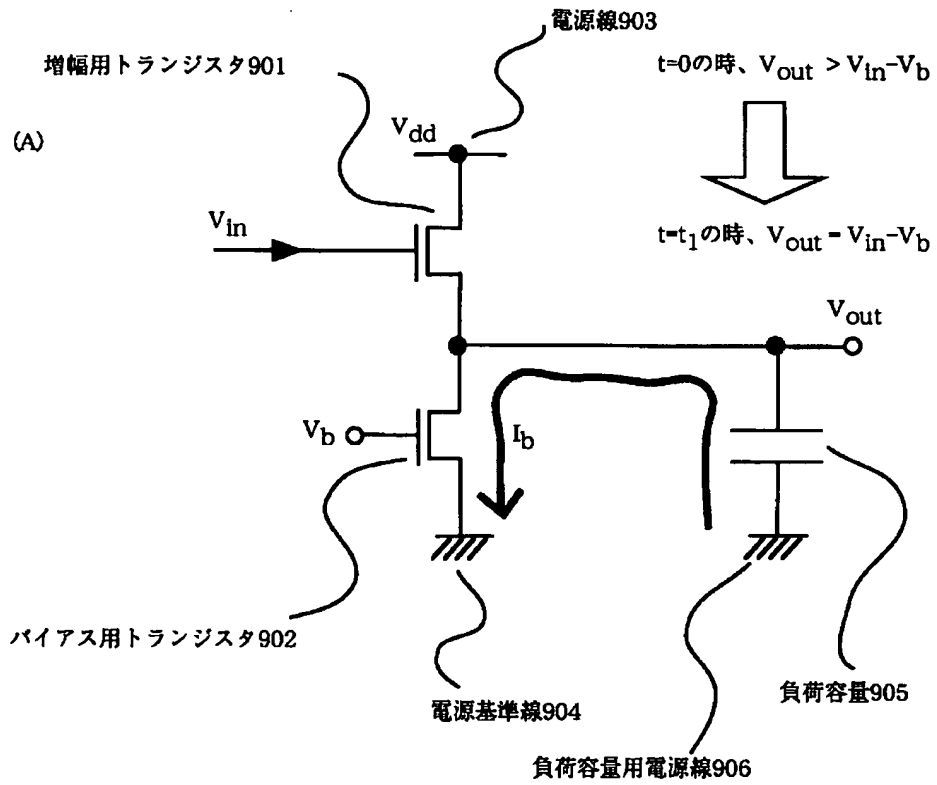 電源線903
増幅用トランジスタ901
t=0の時、Vout > Vin-Vb
(A)
Vdd
Vin
t=t1の時、Vout = Vin-Vb
Vout
Vb
Ib
バイアス用トランジスタ902
負荷容量905
電源基準線904
負荷容量用電源線906